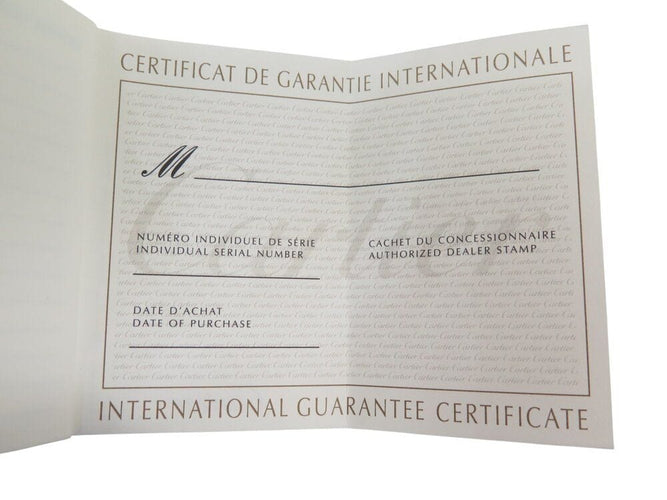 CERTIFICAT DE GARANTIE INTERNATIONALE
M
Cartier
NUMÉRO INDIVIDUEL DE SÉRIE
INDIVIDUAL SERIAL NUMBER
CACHET DU CONCESSIONNAIRE
AUTHORIZED DEALER STAMP
DATE D'ACHAT
DATE OF PURCHASE
INTERNATIONAL GUARANTEE CERTIFICATE